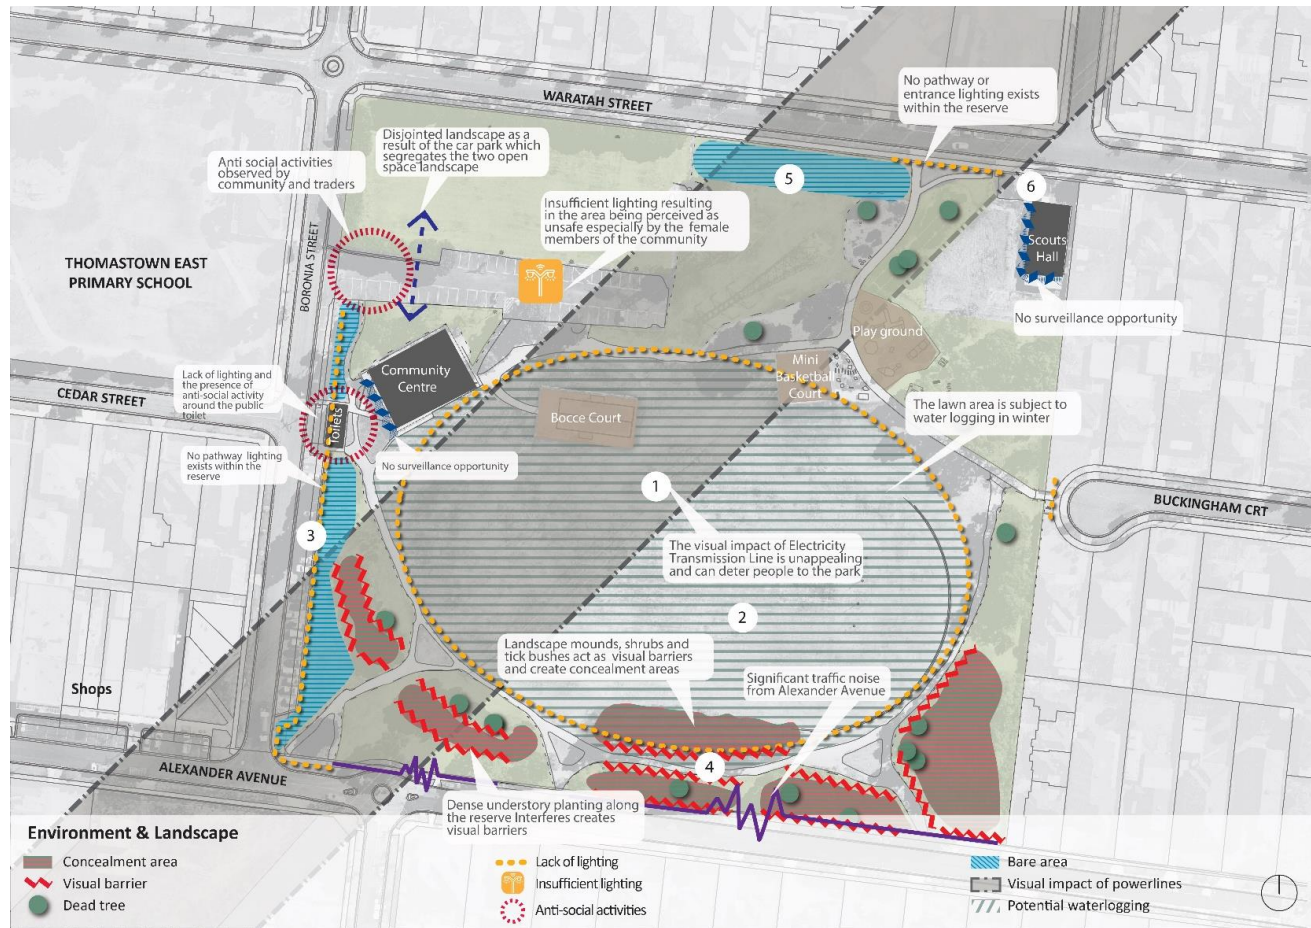 WARATAH STREET
No pathway or
entrance lighting exists
within the reserve
Disjointed landscape as a
result of the car park which
segregates the two open
space landscape
Anti social activities
observed by
community and traders
5
6
Insufficient lighting resulting
in the area being perceived as
unsafe especially by the female
members of the community
BORONIA STREET
Scouts
Hall
THOMASTOWN EAST
PRIMARY SCHOOL
No surveillance opportunity
Play ground
Community
Centre
Mini
Basketball
Court
Lack of lighting and
the presence of
anti-social activity
around the public
toilet
CEDAR STREET
Toilets
Bocce Court
The lawn area is subject to
water logging in winter
No pathway lighting
exists within the
reserve
No surveillance opportunity
1
BUCKINGHAM CRT
3
The visual impact of Electricity
Transmission Line is unappealing
and can deter people to the park
2
Landscape mounds, shrubs and
tick bushes act as visual barriers
and create concealment areas
Significant traffic noise
from Alexander Avenue
Shops
4
ALEXANDER AVENUE
Dense understory planting along
the reserve Interferes creates
visual barriers
Environment & Landscape
Concealment area
Visual barrier
Dead tree
Lack of lighting
Insufficient lighting
Anti-social activities
Bare area
Visual impact of powerlines
Potential waterlogging